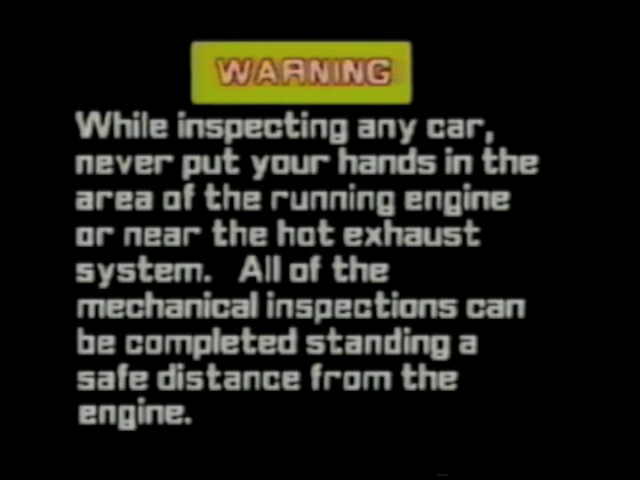 WARNING
While inspecting any car,
never put your hands in the
area of the running engine
or near the hot exhaust
system. All of the
mechanical inspections can
be completed standing a
safe distance from the
engine.